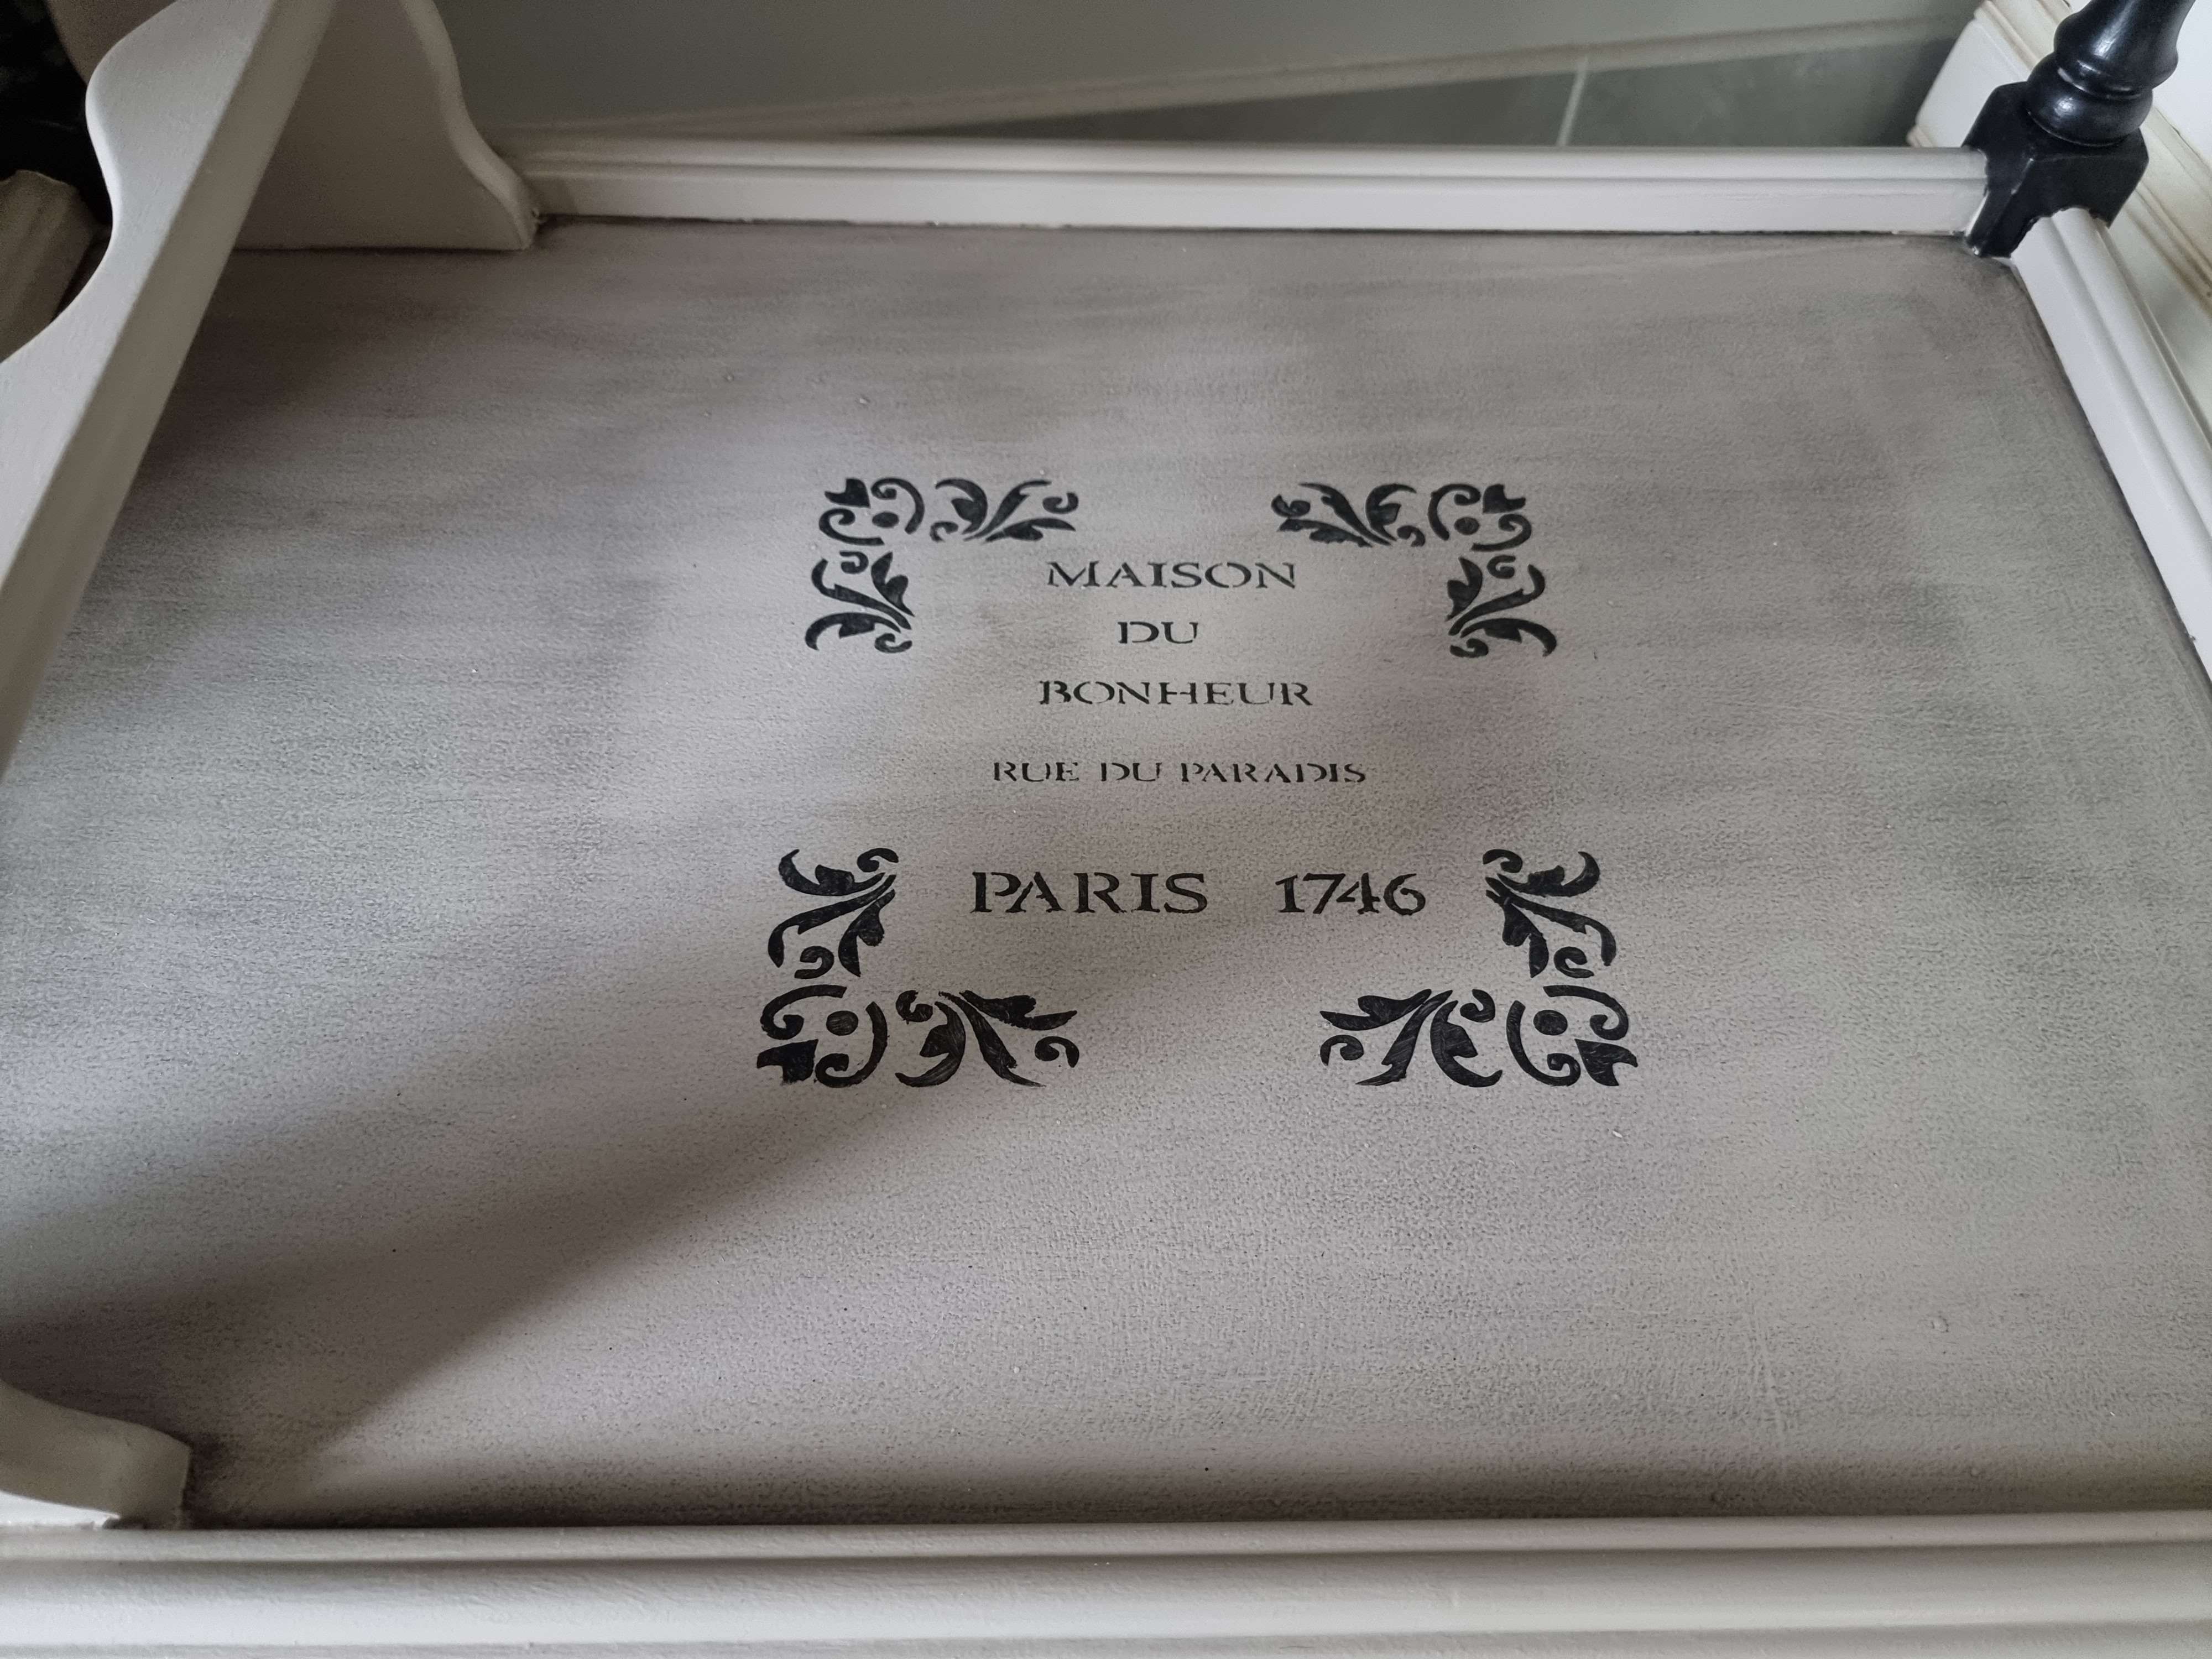 MAISON
DU
BONHEUR
RUE DU PARADIS
PARIS 1746